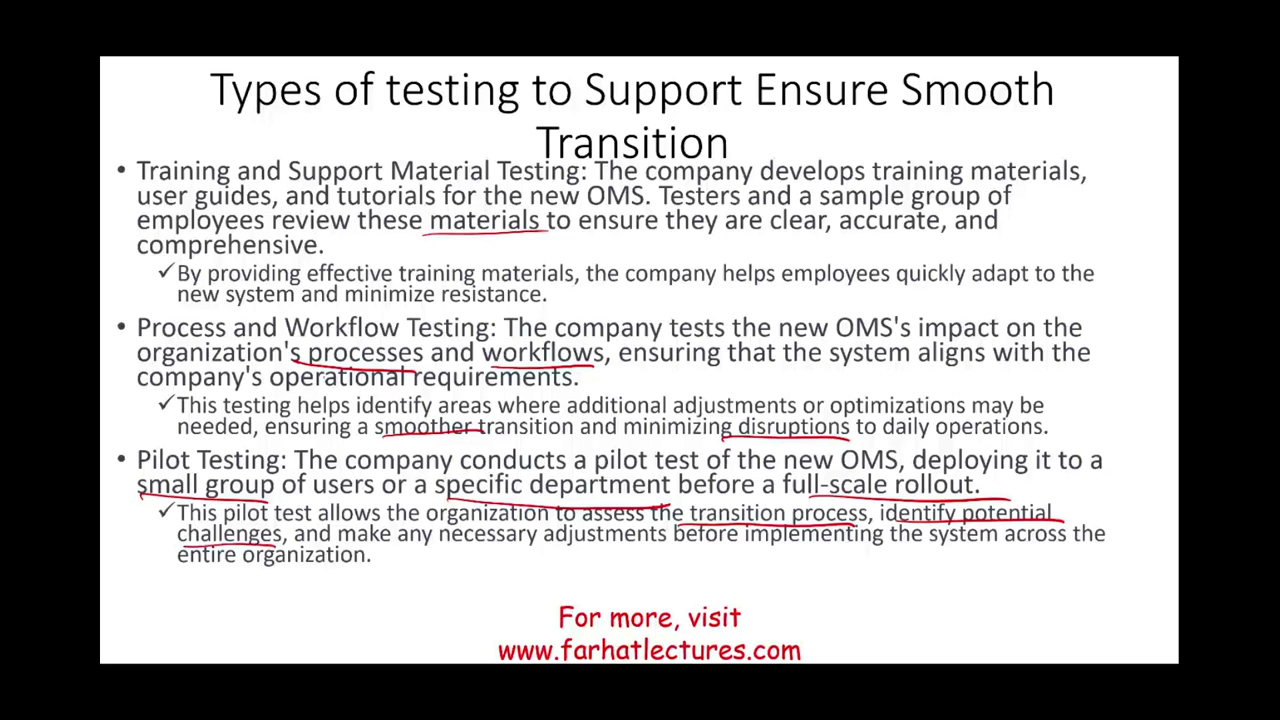 Types of testing to Support Ensure Smooth
Transition
• Training and Support Material Testing: The company develops training materials,
user guides, and tutorials for the new OMS. Testers and a sample group of
employees review these materials to ensure they are clear, accurate, and
comprehensive.
✓By providing effective training materials, the company helps employees quickly adapt to the
new system and minimize resistance.
• Process and Workflow Testing: The company tests the new OMS's impact on the
organization's processes and workflows, ensuring that the system aligns with the
company's operational requirements.
✓This testing helps identify areas where additional adjustments or optimizations may be
needed, ensuring a smoother transition and minimizing disruptions to daily operations.
• Pilot Testing: The company conducts a pilot test of the new OMS, deploying it to a
small group of users or a specific department before a full-scale rollout.
✓This pilot test allows the organization to assess the transition process, identify potential
challenges, and make any necessary adjustments before implementing the system across the
entire organization.
For more, visit
www.farhatlectures.com